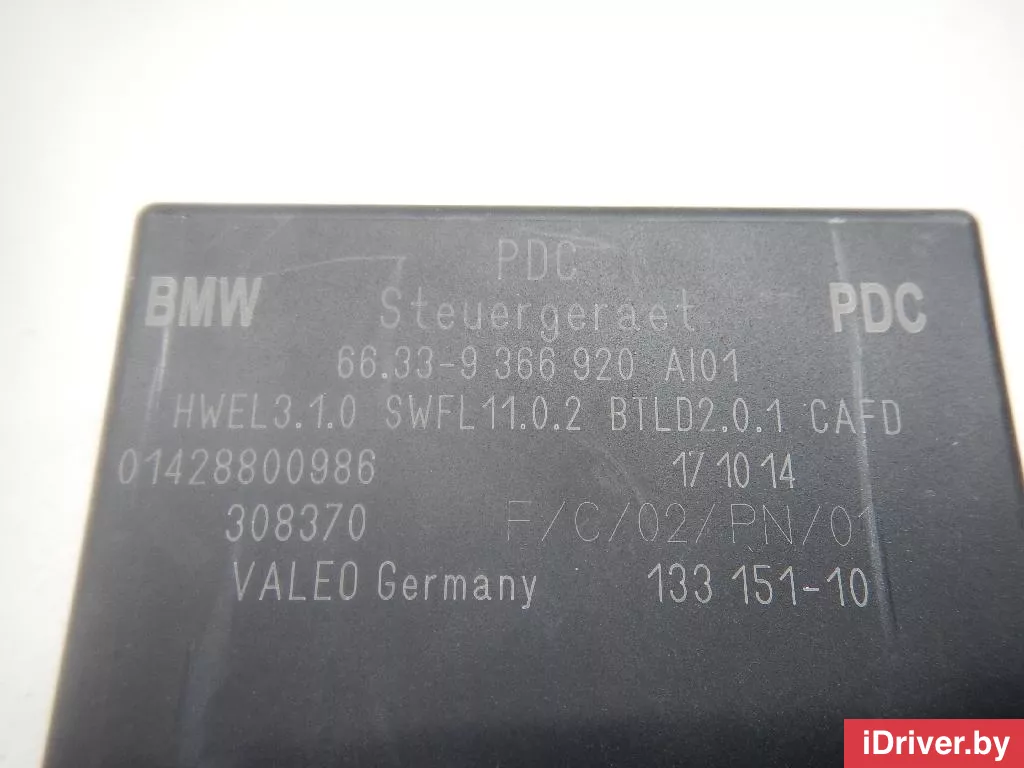 PDC
BMW Steuergeraet PDC
66.33-9 366 920 AI01
HWEL3.1.0 SWFL11.0.2 BTLD2.0.1 CAFD
01428800986 17 10 14
308370 F/C/02/PN/01
VALEO Germany 133 151-10
iDriver.by